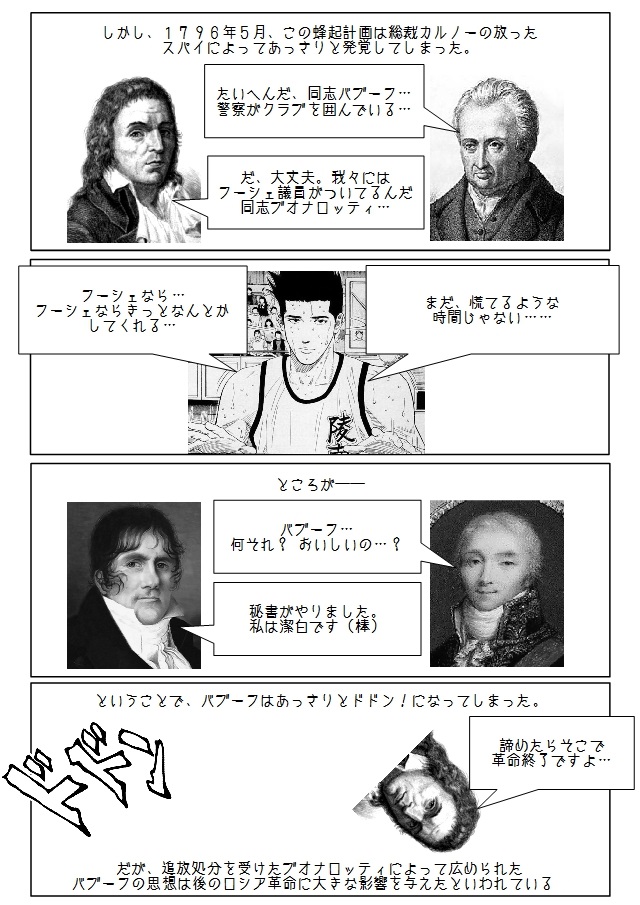 しかし、１７９６年５月、この蜂起計画は総裁カルノーの放った
スパイによってあっさりと発覚してしまった。
たいへんだ、同志バブーフ…
警察がクラブを囲んでいる…
だ、大丈夫。我々には
フーシェ議員がついてるんだ
同志ブオナロッティ…
フーシェなら…
フーシェならきっとなんとか
してくれる…
まだ、慌てるような
時間じゃない……
陵
ところが――
バブーフ…
何それ？ おいしいの…？
秘書がやりました。
私は潔白です（棒）
ということで、バブーフはあっさりとドドン！になってしまった。
ドドン
諦めたらそこで
革命終了ですよ…
だが、追放処分を受けたブオナロッティによって広められた
バブーフの思想は後のロシア革命に大きな影響を与えたといわれている